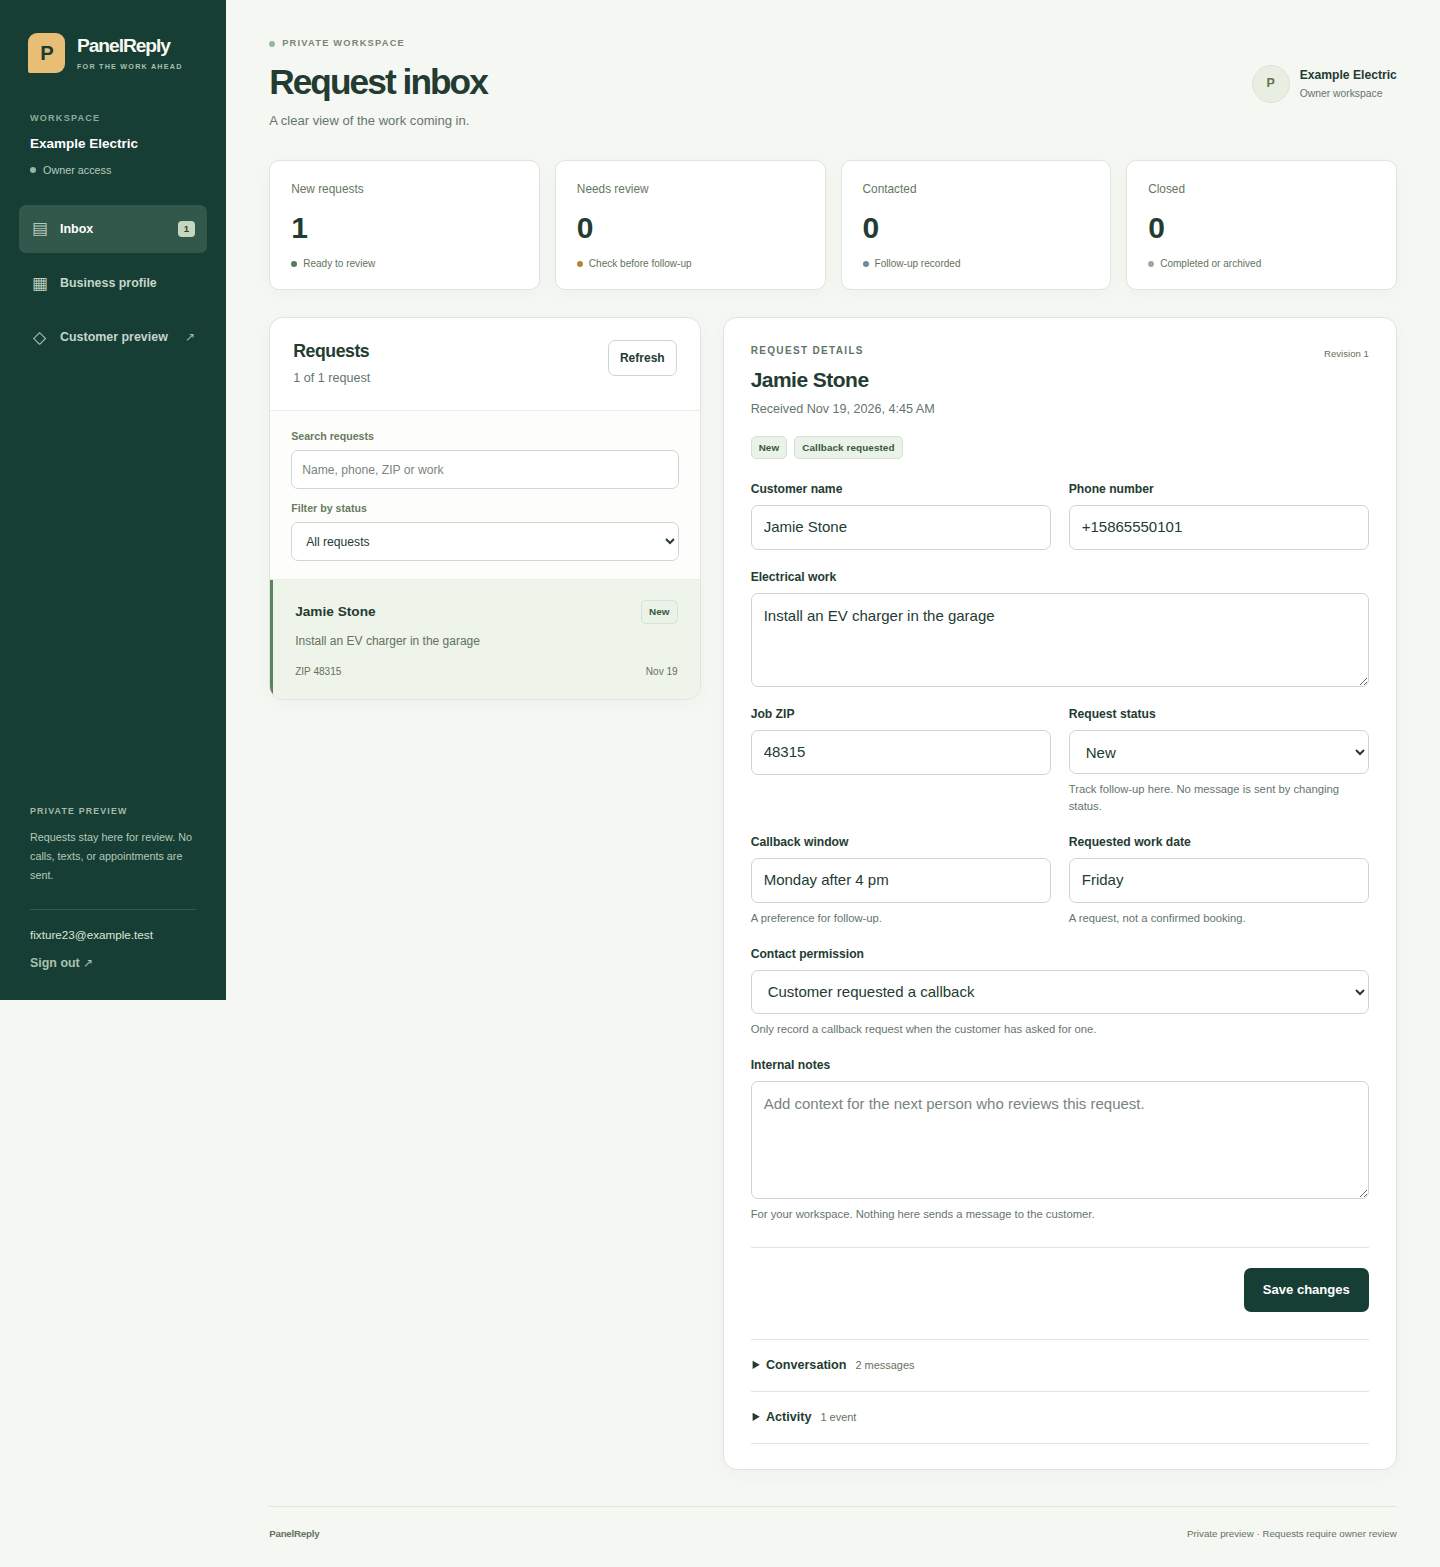 P
PanelReply
FOR THE WORK AHEAD
WORKSPACE
Example Electric
Owner access
Inbox
1
Business profile
Customer preview ↗
PRIVATE PREVIEW
Requests stay here for review. No
calls, texts, or appointments are
sent.
fixture23@example.test
Sign out ↗
PRIVATE WORKSPACE
Request inbox
A clear view of the work coming in.
P
Example Electric
Owner workspace
New requests
1
Ready to review
Needs review
0
Check before follow-up
Contacted
0
Follow-up recorded
Closed
0
Completed or archived
Requests
1 of 1 request
Refresh
Search requests
Name, phone, ZIP or work
Filter by status
All requests
Jamie Stone
New
Install an EV charger in the garage
ZIP 48315
Nov 19
REQUEST DETAILS
Revision 1
Jamie Stone
Received Nov 19, 2026, 4:45 AM
New
Callback requested
Customer name
Jamie Stone
Phone number
+15865550101
Electrical work
Install an EV charger in the garage
Job ZIP
48315
Request status
New
Track follow-up here. No message is sent by changing
status.
Callback window
Monday after 4 pm
A preference for follow-up.
Requested work date
Friday
A request, not a confirmed booking.
Contact permission
Customer requested a callback
Only record a callback request when the customer has asked for one.
Internal notes
Add context for the next person who reviews this request.
For your workspace. Nothing here sends a message to the customer.
Save changes
Conversation 2 messages
Activity 1 event
PanelReply
Private preview · Requests require owner review